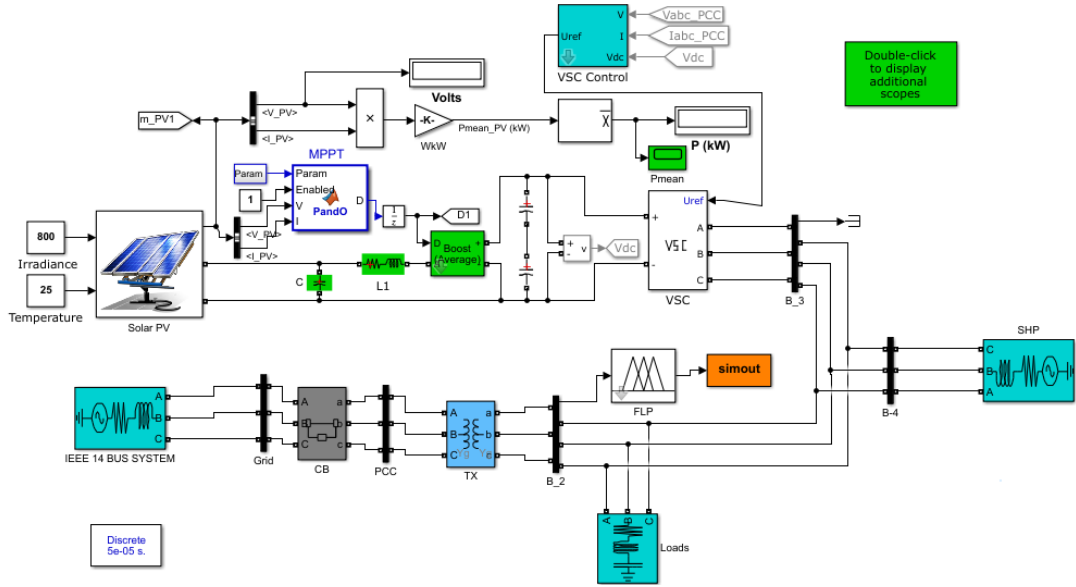 V
I
Vdc
Uref
Vabc_PCC
Iabc_PCC
Vdc
VSC Control
Double-click
to display
additional
scopes
Volts
m_PV1
<V_PV>
<I_PV>
×
-K-
WkW
Pmean_PV (kW)
X
P (kW)
Pmean
MPPT
Param
1
Param
Enabled
V
I
PandO
D
1
z
D1
<V_PV>
<I_PV>
800
Irradiance
25
Temperature
Solar PV
C
L1
D
+
-
Boost
(Average)
+
-
v
Vdc
Uref
+
-
VSC
A
B
C
VSC
B_3
SHP
C
B
A
B-4
FLP
simout
A
B
C
IEEE 14 BUS SYSTEM
Grid
A
B
C
a
b
c
CB
PCC
A
B
C
a
b
c
Yg
TX
B_2
A
B
C
Loads
Discrete
5e-05 s.